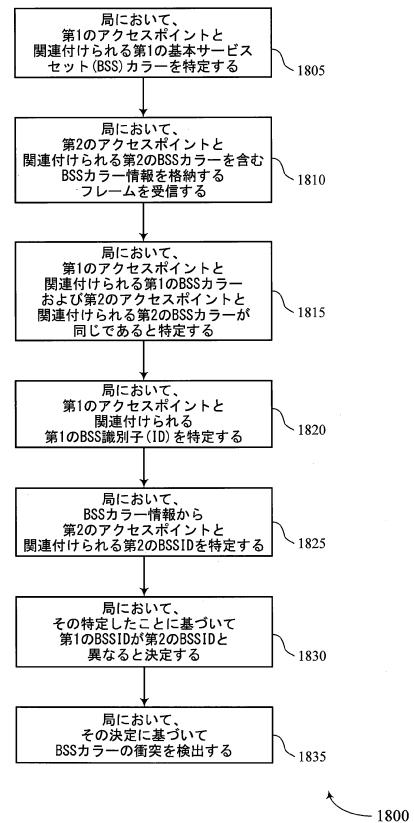 局において、
第1のアクセスポイントと
関連付けられる第1の基本サービス
セット(BSS)カラーを特定する
1805
局において、
第2のアクセスポイントと
関連付けられる第2のBSSカラーを含む
BSSカラー情報を格納する
フレームを受信する
1810
局において、
第1のアクセスポイントと
関連付けられる第1のBSSカラー
および第2のアクセスポイントと
関連付けられる第2のBSSカラーが
同じであると特定する
1815
局において、
第1のアクセスポイントと
関連付けられる
第1のBSS識別子(ID)を特定する
1820
局において、
BSSカラー情報から
第2のアクセスポイントと
関連付けられる第2のBSSIDを特定する
1825
局において、
その特定したことに基づいて
第1のBSSIDが第2のBSSIDと
異なると決定する
1830
局において、
その決定に基づいて
BSSカラーの衝突を検出する
1835
1800